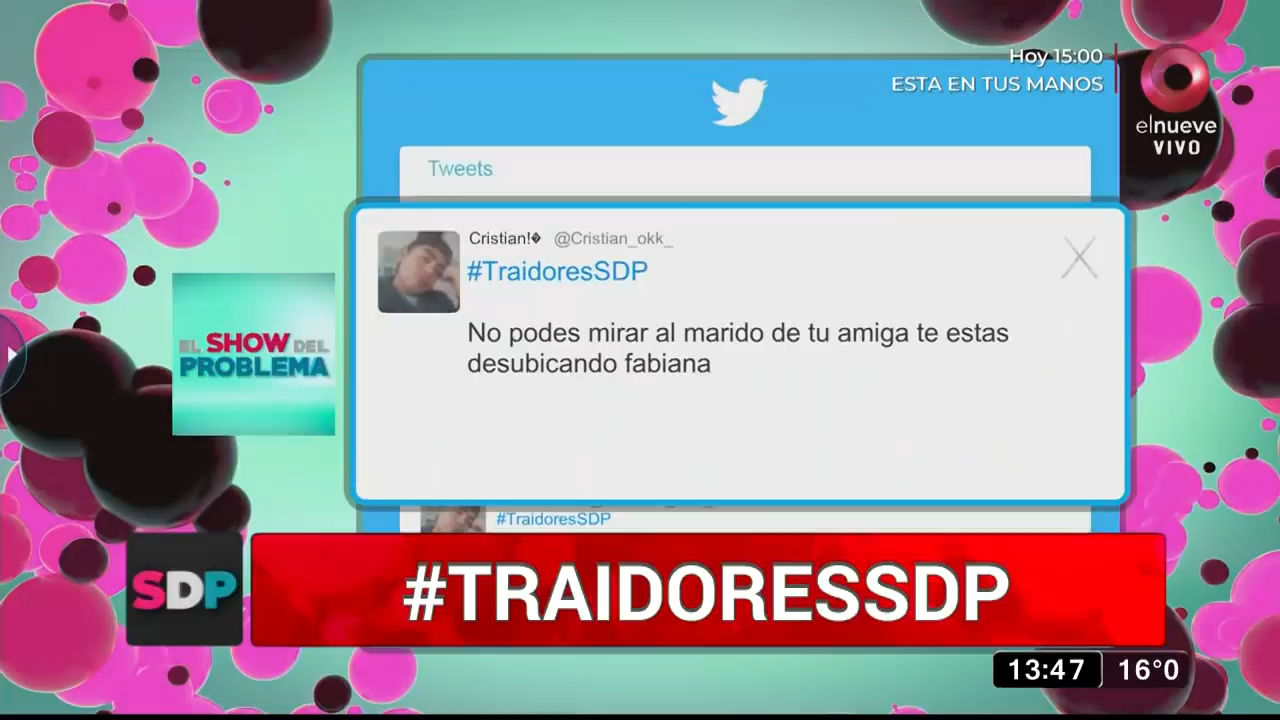 Hoy 15:00
ESTA EN TUS MANOS
elnueve
VIVO
Tweets
Cristian!� @Cristian_okk_
#TraidoresSDP
No podes mirar al marido de tu amiga te estas
desubicando fabiana
EL SHOW DEL
PROBLEMA
#TraidoresSDP
SDP
#TRAIDORESSDP
13:47 16°0